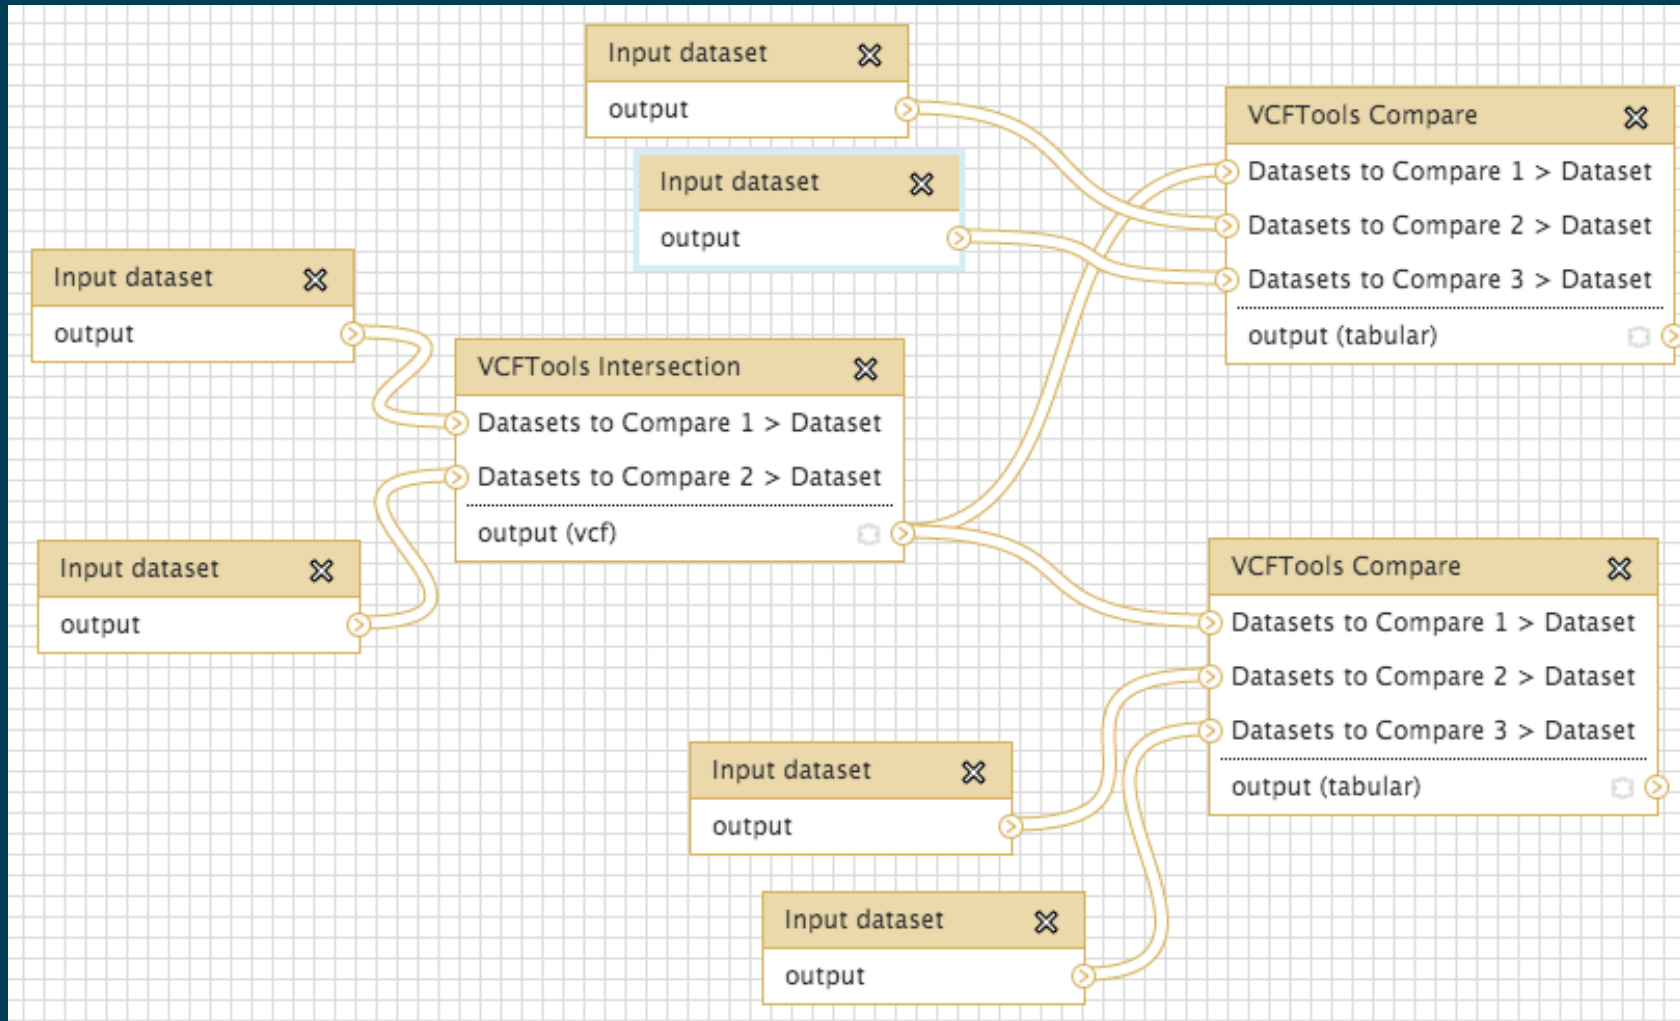 Input dataset
output
Input dataset
output
VCFTools Compare
Datasets to Compare 1 > Dataset
Datasets to Compare 2 > Dataset
Datasets to Compare 3 > Dataset
output (tabular)
Input dataset
output
VCFTools Intersection
Datasets to Compare 1 > Dataset
Datasets to Compare 2 > Dataset
output (vcf)
Input dataset
output
VCFTools Compare
Datasets to Compare 1 > Dataset
Datasets to Compare 2 > Dataset
Datasets to Compare 3 > Dataset
output (tabular)
Input dataset
output
Input dataset
output